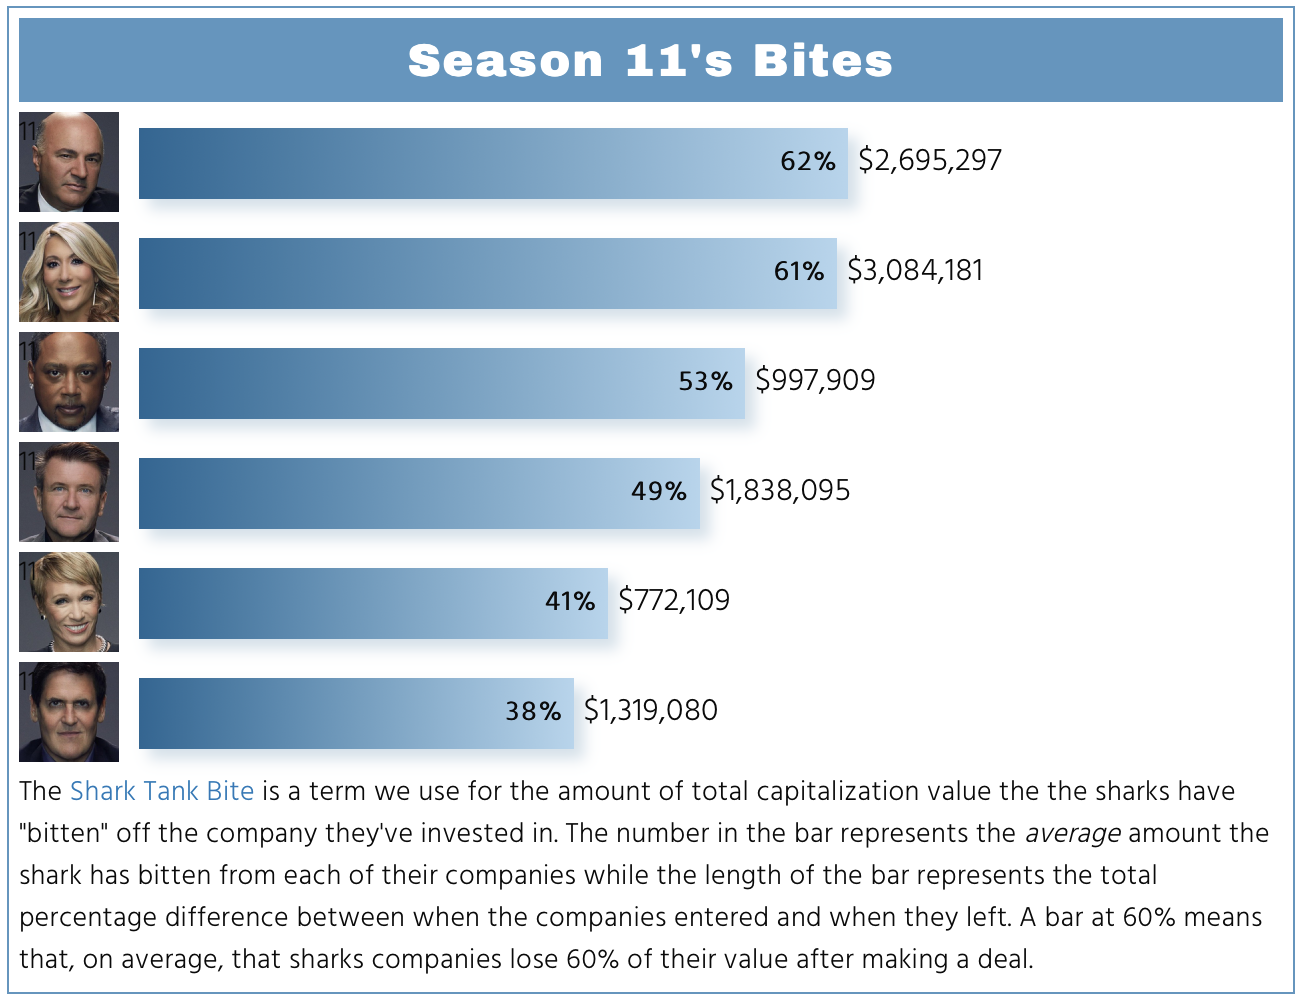 Season 11's Bites
11
62% $2,695,297
11
61% $3,084,181
11
53% $997,909
11
49% $1,838,095
11
41% $772,109
11
38% $1,319,080
The Shark Tank Bite is a term we use for the amount of total capitalization value the the sharks have
"bitten" off the company they've invested in. The number in the bar represents the average amount the
shark has bitten from each of their companies while the length of the bar represents the total
percentage difference between when the companies entered and when they left. A bar at 60% means
that, on average, that sharks companies lose 60% of their value after making a deal.